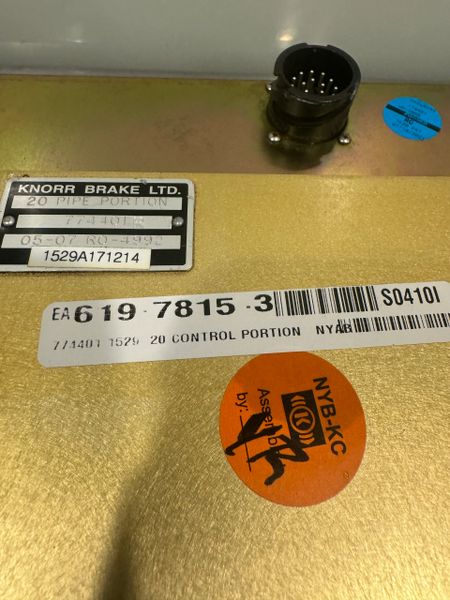 KNORR BRAKE LTD.
20 PIPE PORTION
05-07 RO-4992
1529A171214
EA 619-7815-3 S0410I
774401 1529 20 CONTROL PORTION NYAB
NYB-KC
K
Assemb
by: